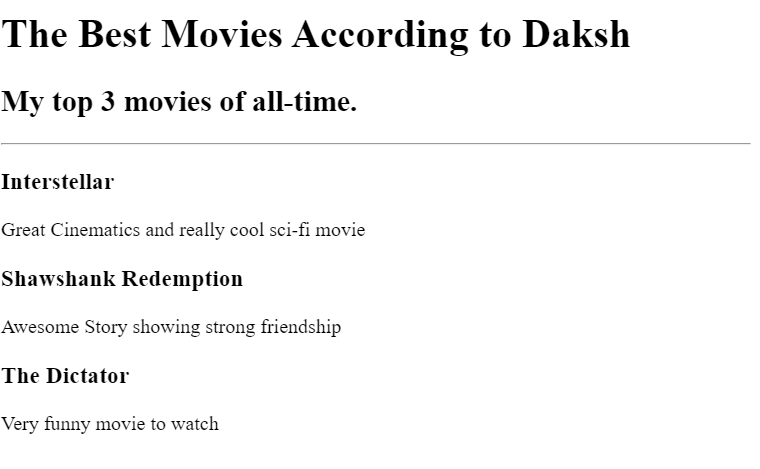 The Best Movies According to Daksh
My top 3 movies of all-time.
Interstellar
Great Cinematics and really cool sci-fi movie
Shawshank Redemption
Awesome Story showing strong friendship
The Dictator
Very funny movie to watch